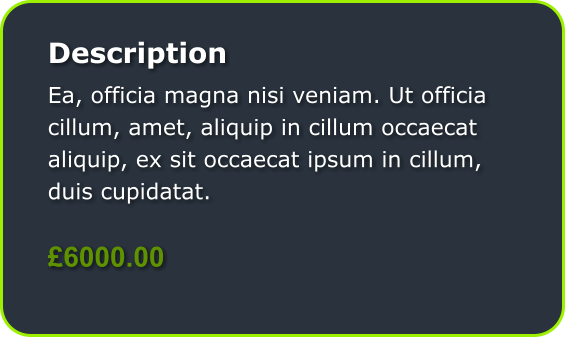 Description
Ea, officia magna nisi veniam. Ut officia
cillum, amet, aliquip in cillum occaecat
aliquip, ex sit occaecat ipsum in cillum,
duis cupidatat.
£6000.00